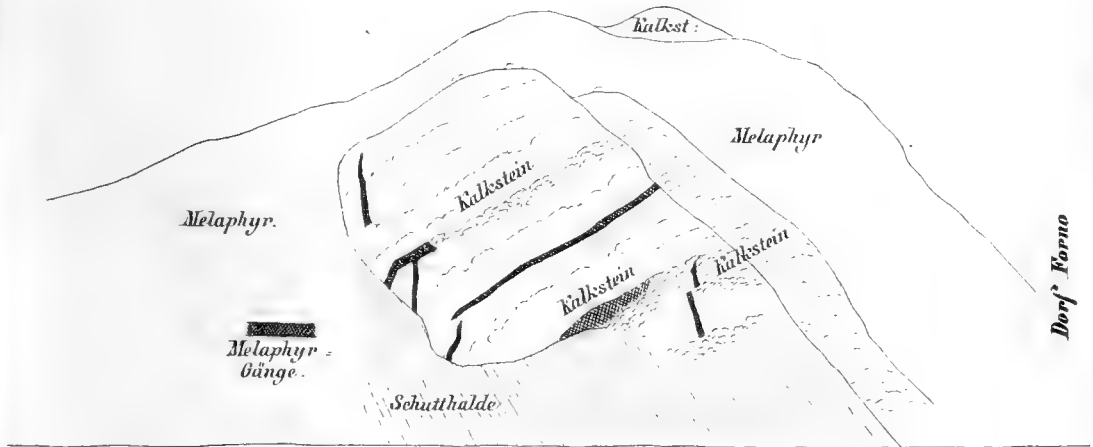 Kalkst:
Melaphyr
Kalkstein
Melaphyr.
Kalkstein
Kalkstein
Dorf Forno
Melaphyr-
Gänge.
Schutthalde